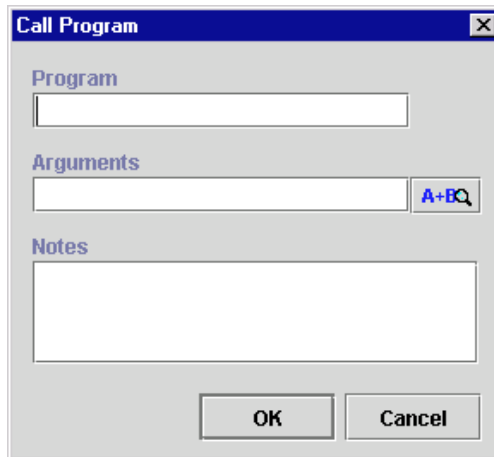 Call Program
Program
Arguments
A+B
Notes
OK
Cancel